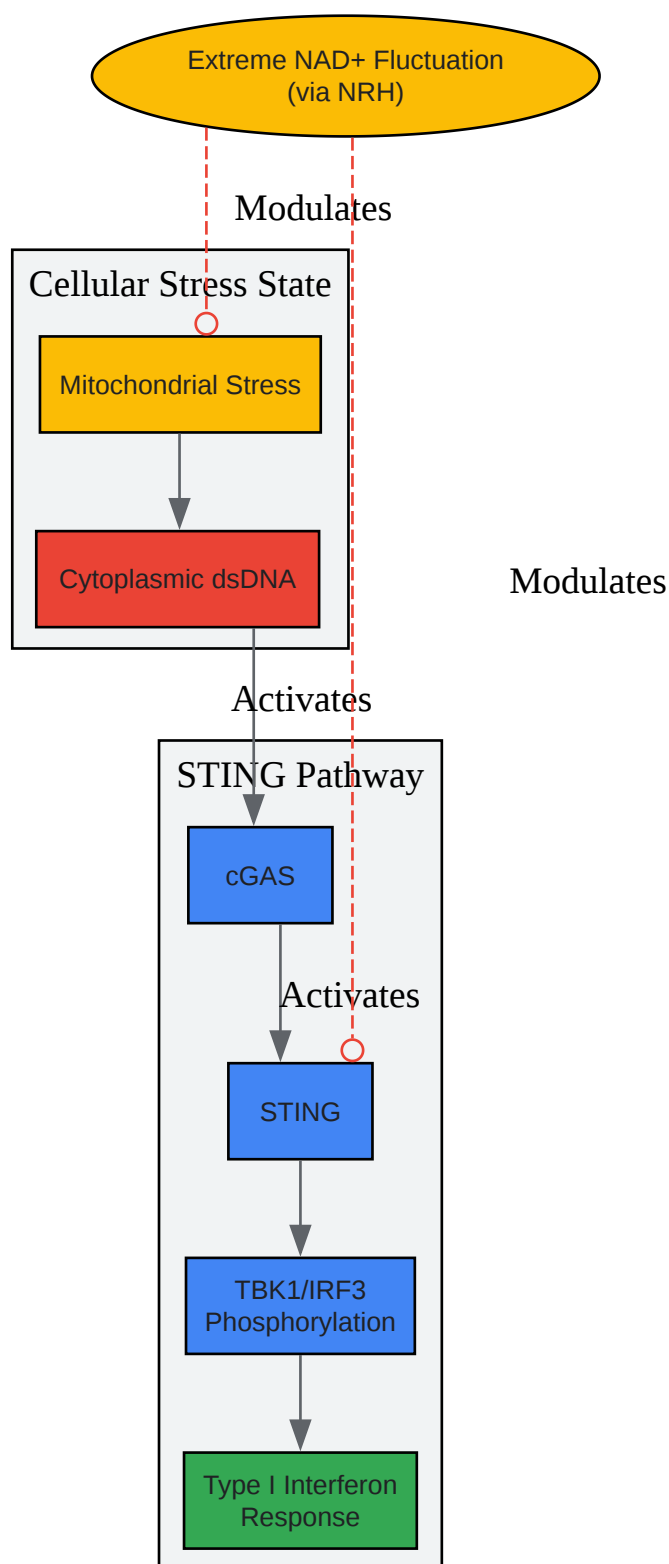 Extreme NAD+ Fluctuation
(via NRH)
Modulates
Cellular Stress State
Mitochondrial Stress
Cytoplasmic dsDNA
Modulates
Activates
STING Pathway
cGAS
Activates
STING
TBK1/IRF3
Phosphorylation
Type I Interferon
Response